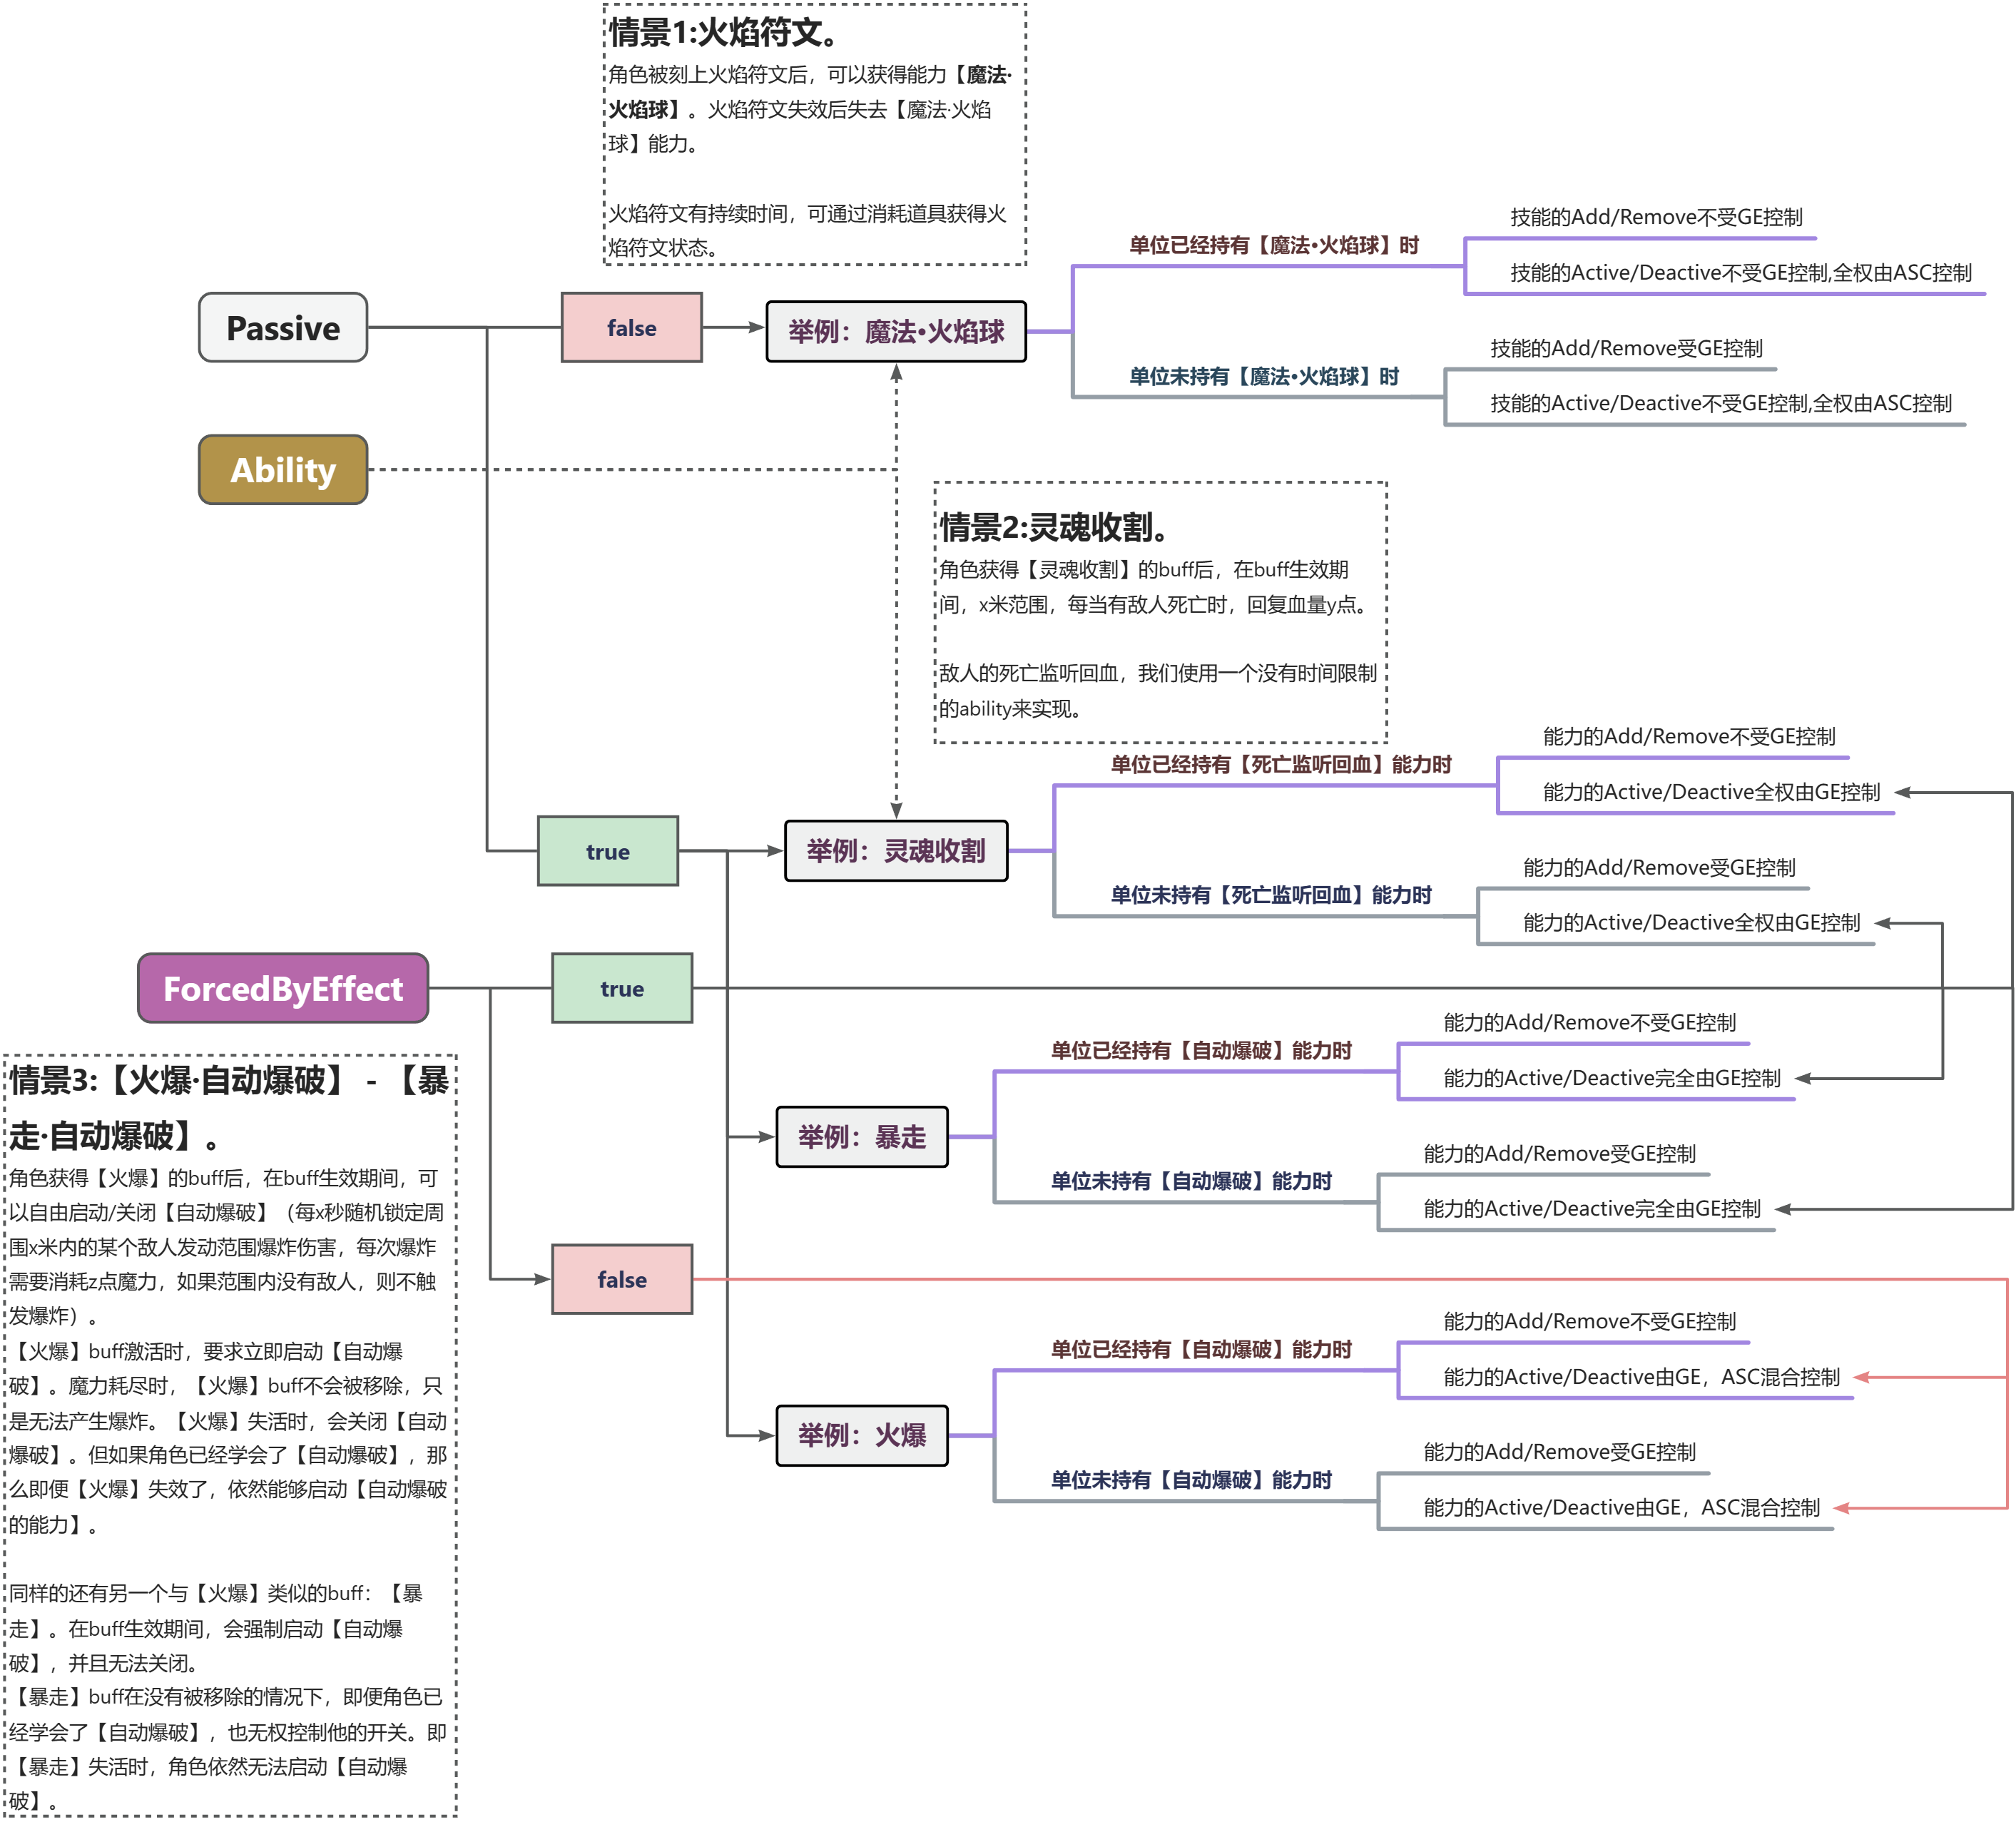 情景1:火焰符文。
角色被刻上火焰符文后，可以获得能力【魔法·
火焰球】。火焰符文失效后失去【魔法·火焰
球】能力。
火焰符文有持续时间，可通过消耗道具获得火
焰符文状态。
Passive
false
举例：魔法·火焰球
单位已经持有【魔法·火焰球】时
技能的Add/Remove不受GE控制
技能的Active/Deactive不受GE控制,全权由ASC控制
单位未持有【魔法·火焰球】时
技能的Add/Remove受GE控制
技能的Active/Deactive不受GE控制,全权由ASC控制
Ability
情景2:灵魂收割。
角色获得【灵魂收割】的buff后，在buff生效期
间，x米范围，每当有敌人死亡时，回复血量y点。
敌人的死亡监听回血，我们使用一个没有时间限制
的ability来实现。
true
举例：灵魂收割
单位已经持有【死亡监听回血】能力时
能力的Add/Remove不受GE控制
能力的Active/Deactive全权由GE控制
单位未持有【死亡监听回血】能力时
能力的Add/Remove受GE控制
能力的Active/Deactive全权由GE控制
ForcedByEffect
true
举例：暴走
单位已经持有【自动爆破】能力时
能力的Add/Remove不受GE控制
能力的Active/Deactive完全由GE控制
单位未持有【自动爆破】能力时
能力的Add/Remove受GE控制
能力的Active/Deactive完全由GE控制
false
举例：火爆
单位已经持有【自动爆破】能力时
能力的Add/Remove不受GE控制
能力的Active/Deactive由GE，ASC混合控制
单位未持有【自动爆破】能力时
能力的Add/Remove受GE控制
能力的Active/Deactive由GE，ASC混合控制
情景3:【火爆·自动爆破】 - 【暴
走·自动爆破】。
角色获得【火爆】的buff后，在buff生效期间，可
以自由启动/关闭【自动爆破】（每x秒随机锁定周
围x米内的某个敌人发动范围爆炸伤害，每次爆炸
需要消耗z点魔力，如果范围内没有敌人，则不触
发爆炸）。
【火爆】buff激活时，要求立即启动【自动爆
破】。魔力耗尽时，【火爆】buff不会被移除，只
是无法产生爆炸。【火爆】失活时，会关闭【自动
爆破】。但如果角色已经学会了【自动爆破】，那
么即便【火爆】失效了，依然能够启动【自动爆破
的能力】。
同样的还有另一个与【火爆】类似的buff：【暴
走】。在buff生效期间，会强制启动【自动爆
破】，并且无法关闭。
【暴走】buff在没有被移除的情况下，即便角色已
经学会了【自动爆破】，也无权控制他的开关。即
【暴走】失活时，角色依然无法启动【自动爆
破】。